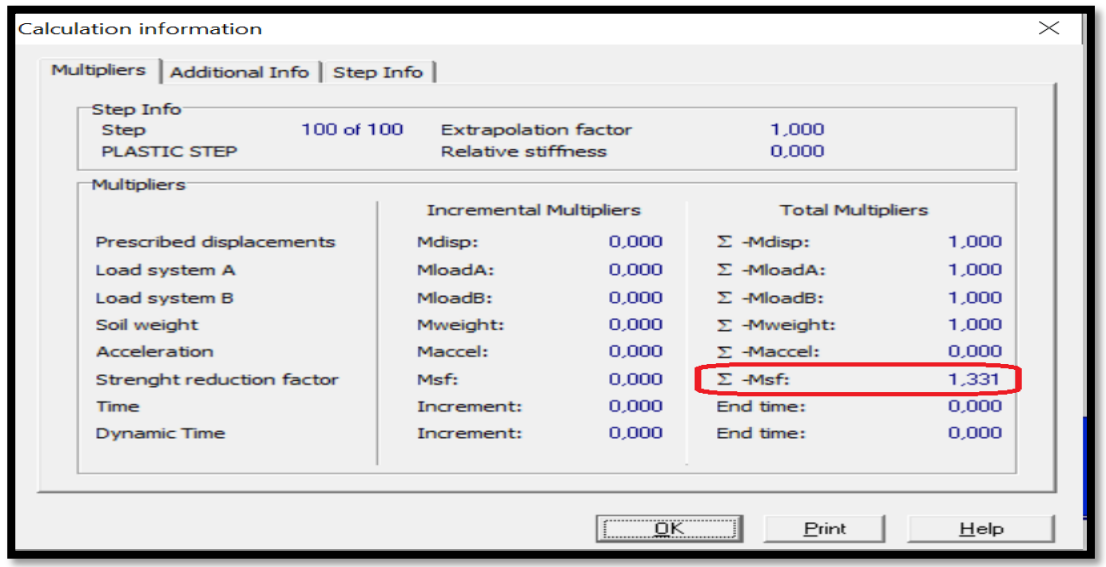 Calculation information
Multipliers Additional Info Step Info
Step Info
Step 100 of 100 Extrapolation factor 1,000
PLASTIC STEP Relative stiffness 0,000
Multipliers
Incremental Multipliers Total Multipliers
Prescribed displacements Mdisp: 0,000 Σ -Mdisp: 1,000
Load system A MloadA: 0,000 Σ -MloadA: 1,000
Load system B MloadB: 0,000 Σ -MloadB: 1,000
Soil weight Mweight: 0,000 Σ -Mweight: 1,000
Acceleration Maccel: 0,000 Σ -Maccel: 0,000
Strenght reduction factor Msf: 0,000 Σ -Msf: 1,331
Time Increment: 0,000 End time: 0,000
Dynamic Time Increment: 0,000 End time: 0,000
OK Print Help